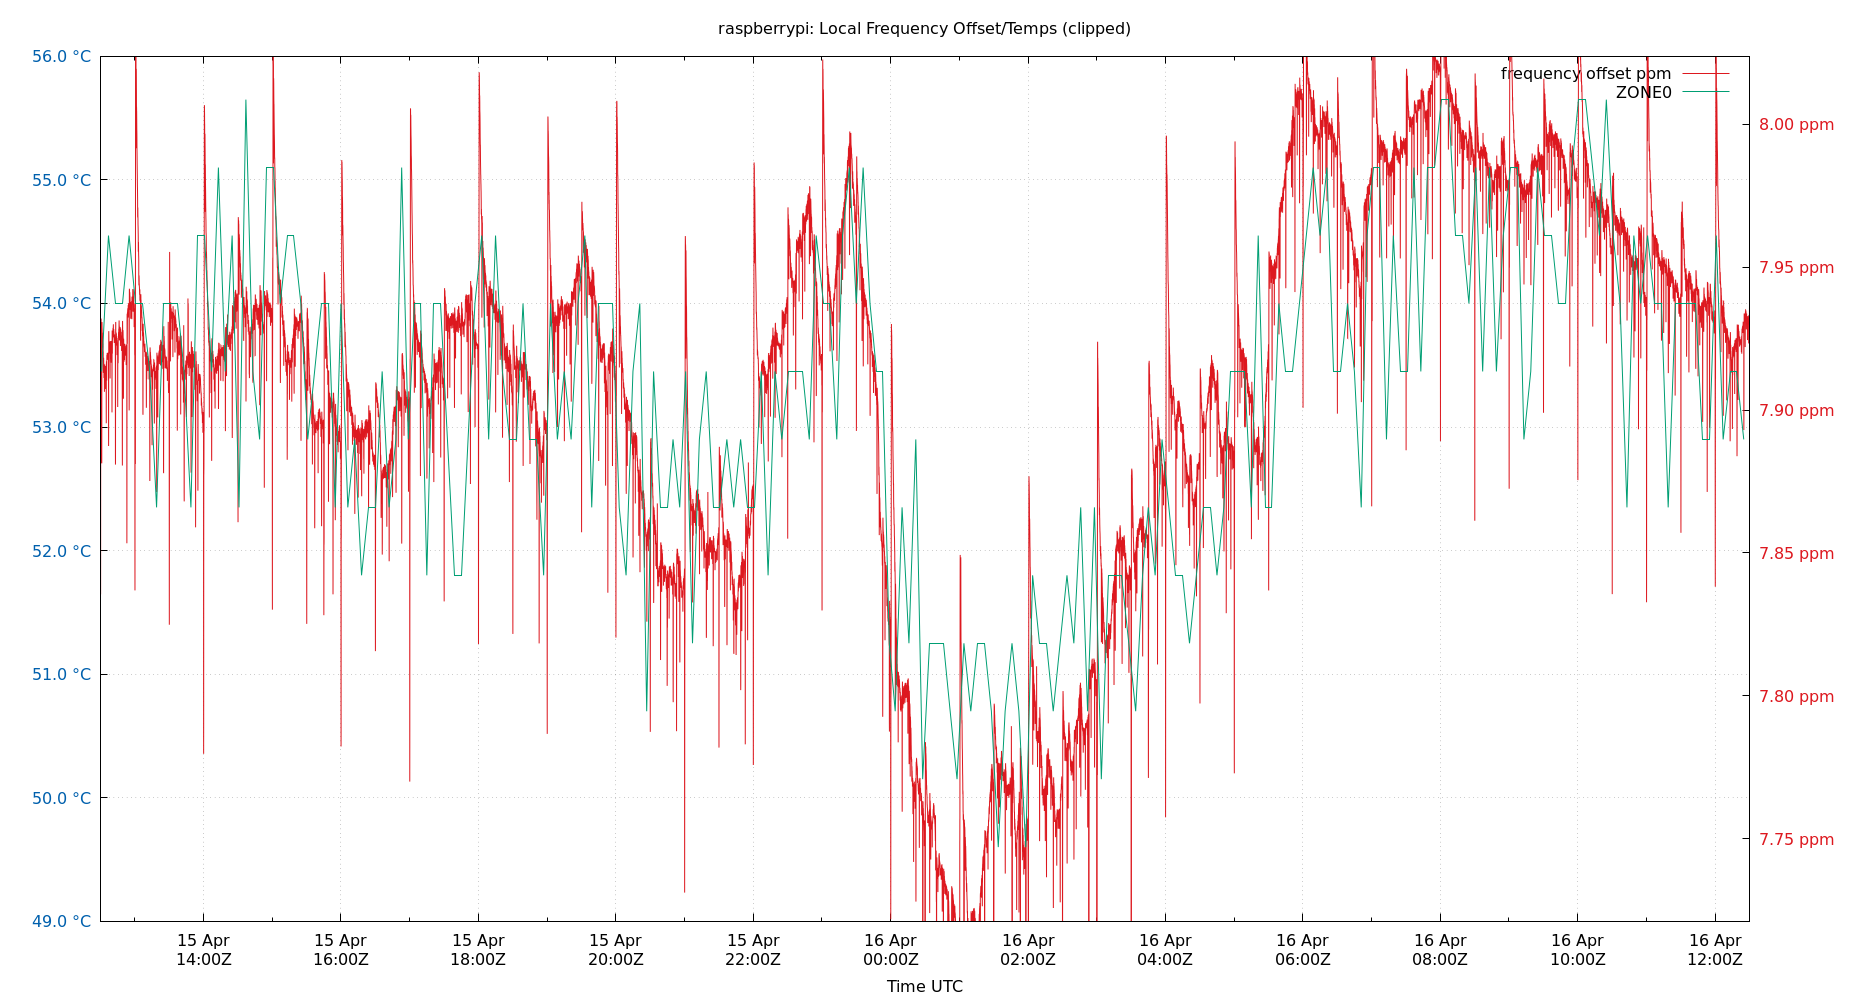 raspberrypi: Local Frequency Offset/Temps (clipped)
56.0 °C
55.0 °C
54.0 °C
53.0 °C
52.0 °C
51.0 °C
50.0 °C
49.0 °C
frequency offset ppm
ZONE0
8.00 ppm
7.95 ppm
7.90 ppm
7.85 ppm
7.80 ppm
7.75 ppm
15 Apr 15 Apr 15 Apr 15 Apr 15 Apr 16 Apr 16 Apr 16 Apr 16 Apr 16 Apr 16 Apr 16 Apr
14:00Z 16:00Z 18:00Z 20:00Z 22:00Z 00:00Z 02:00Z 04:00Z 06:00Z 08:00Z 10:00Z 12:00Z
Time UTC